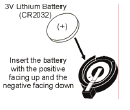 3V Lithium Battery
(CR2032)
(+)
Insert the battery
with the positive
facing up and the
negative facing down